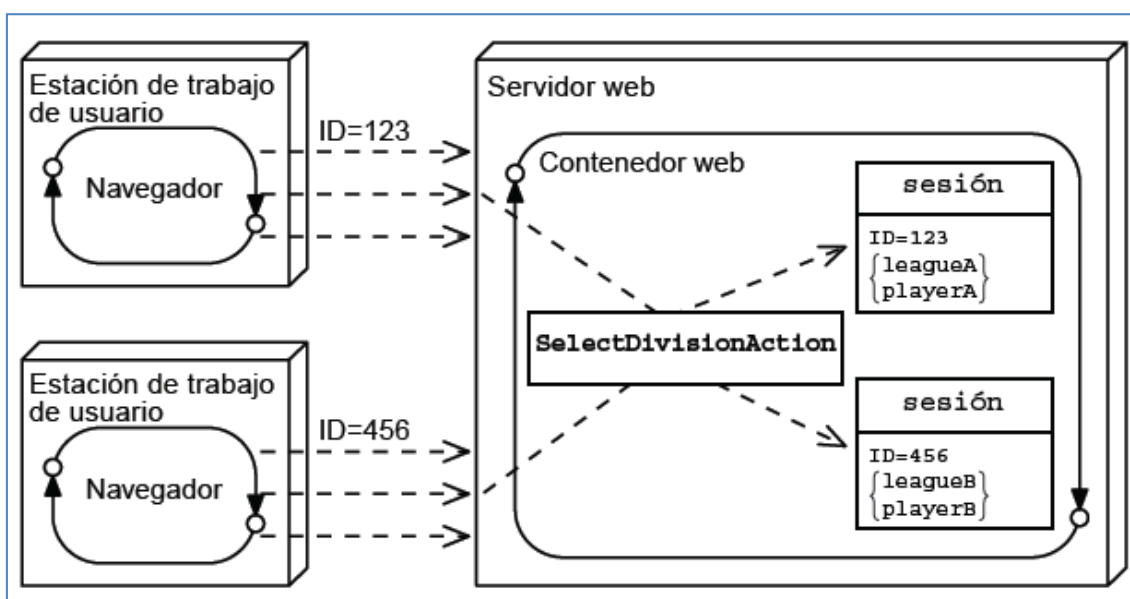 Estación de trabajo
de usuario
Navegador
ID=123
Estación de trabajo
de usuario
Navegador
ID=456
Servidor web
Contenedor web
SelectDivisionAction
sesión
ID=123
{leagueA}
{playerA}
sesión
ID=456
{leagueB}
{playerB}